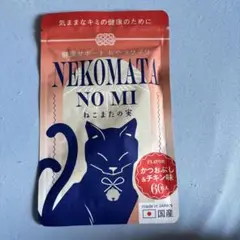 気ままなキミの健康のために
NEKOMATA
NO MI
ねこまたの実
かつおぶし
&チキン味
60粒
MADE IN JAPAN
国産